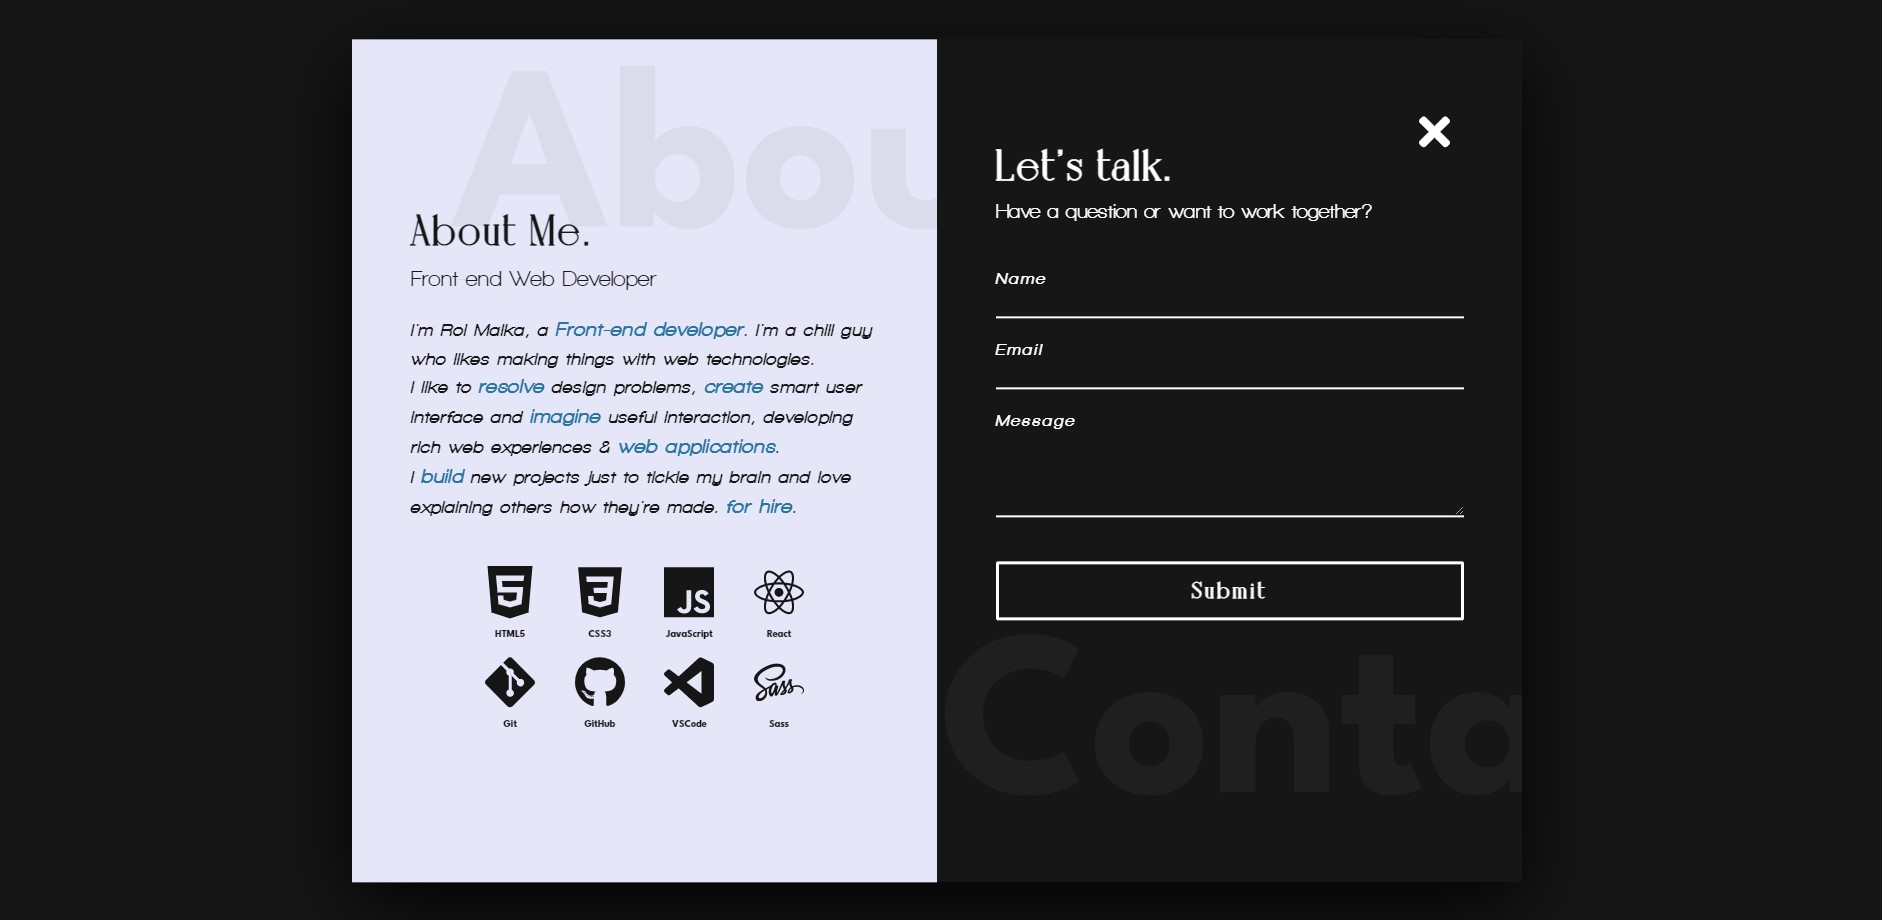 Abou
About Me.
Front end Web Developer
I'm Roi Malka, a Front-end developer. I'm a chill guy
who likes making things with web technologies.
I like to resolve design problems, create smart user
interface and imagine useful interaction, developing
rich web experiences & web applications.
I build new projects just to tickle my brain and love
explaining others how they're made. for hire.
HTML5 CSS3 JavaScript React
JS
Git GitHub VSCode Sass
Sass
Let's talk.
Have a question or want to work together?
Name
Email
Message
Submit
Conta